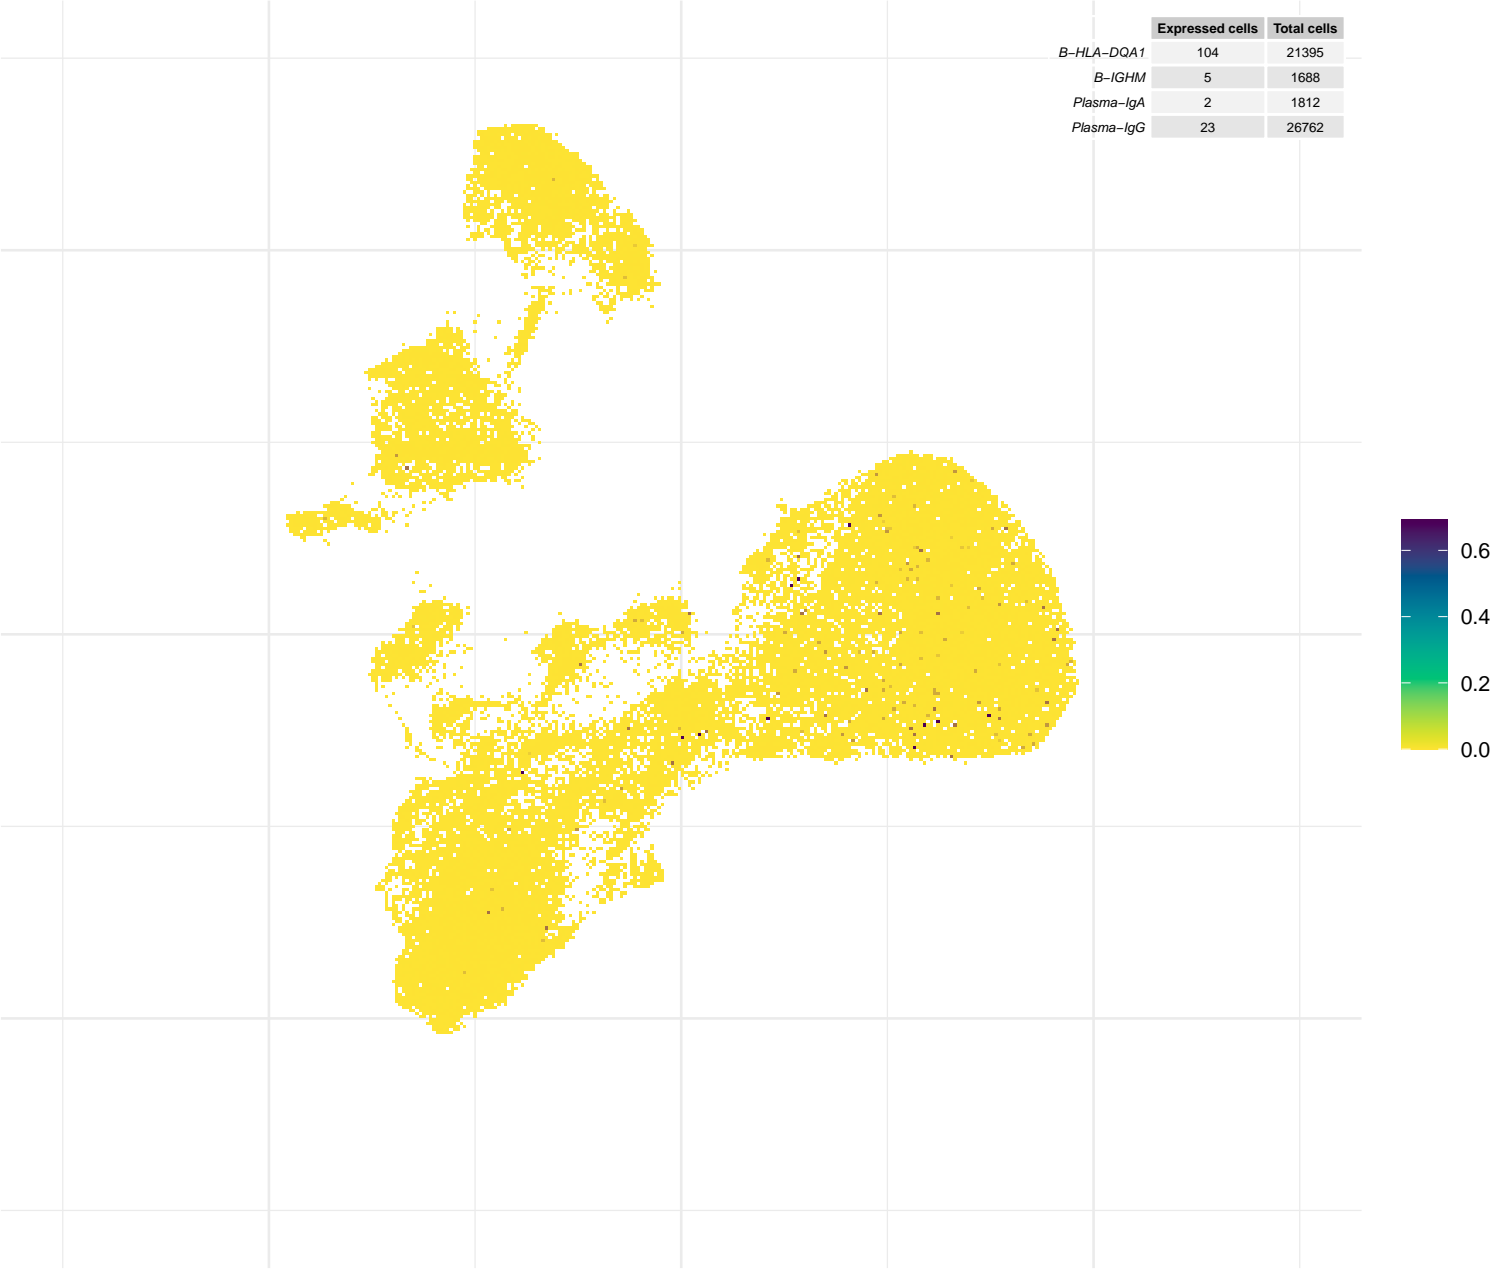 Expressed cells Total cells
B−HLA−DQA1 104 21395
B−IGHM 5 1688
Plasma−IgA 2 1812
Plasma−IgG 23 26762
0.6
0.4
0.2
0.0